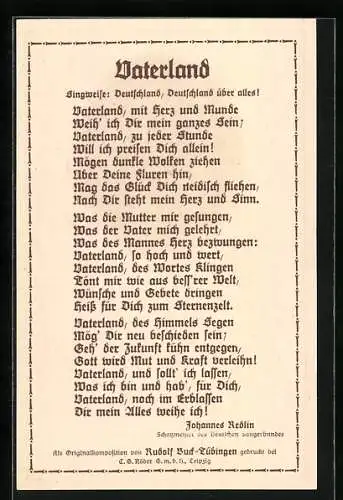 Vaterland
Singweise: Deutschland, Deutschland über alles!
Vaterland, mit Herz und Munde
Weih' ich Dir mein ganzes Sein;
Vaterland, zu jeder Stunde
Will ich preisen Dich allein!
Mögen dunkle Wolken ziehen
Über Deine Fluren hin,
Mag das Glück Dich neidisch fliehen,
Nach Dir steht mein Herz und Sinn.
Was die Mutter mir gesungen,
Was der Vater mich gelehrt,
Was des Mannes Herz bezwungen:
Vaterland, so hoch und wert,
Vaterland, des Wortes Klingen
Tönt mir wie aus bess'rer Welt,
Wünsche und Gebete dringen
Heiß für Dich zum Sternenzelt.
Vaterland, des Himmels Segen
Mög' Dir neu beschieden sein;
Geh' der Zukunft kühn entgegen,
Gott wird Mut und Kraft verleihn!
Vaterland, und sollt' ich lassen,
Was ich bin und hab', für Dich,
Vaterland, noch im Erblassen
Dir mein Alles weihe ich!
Johannes Redlin
Schatzmeister des Deutschen Sängerbundes
Als Originalkomposition von Rudolf Buck-Tübingen gedruckt bei
C. G. Röder G. m. b. H., Leipzig